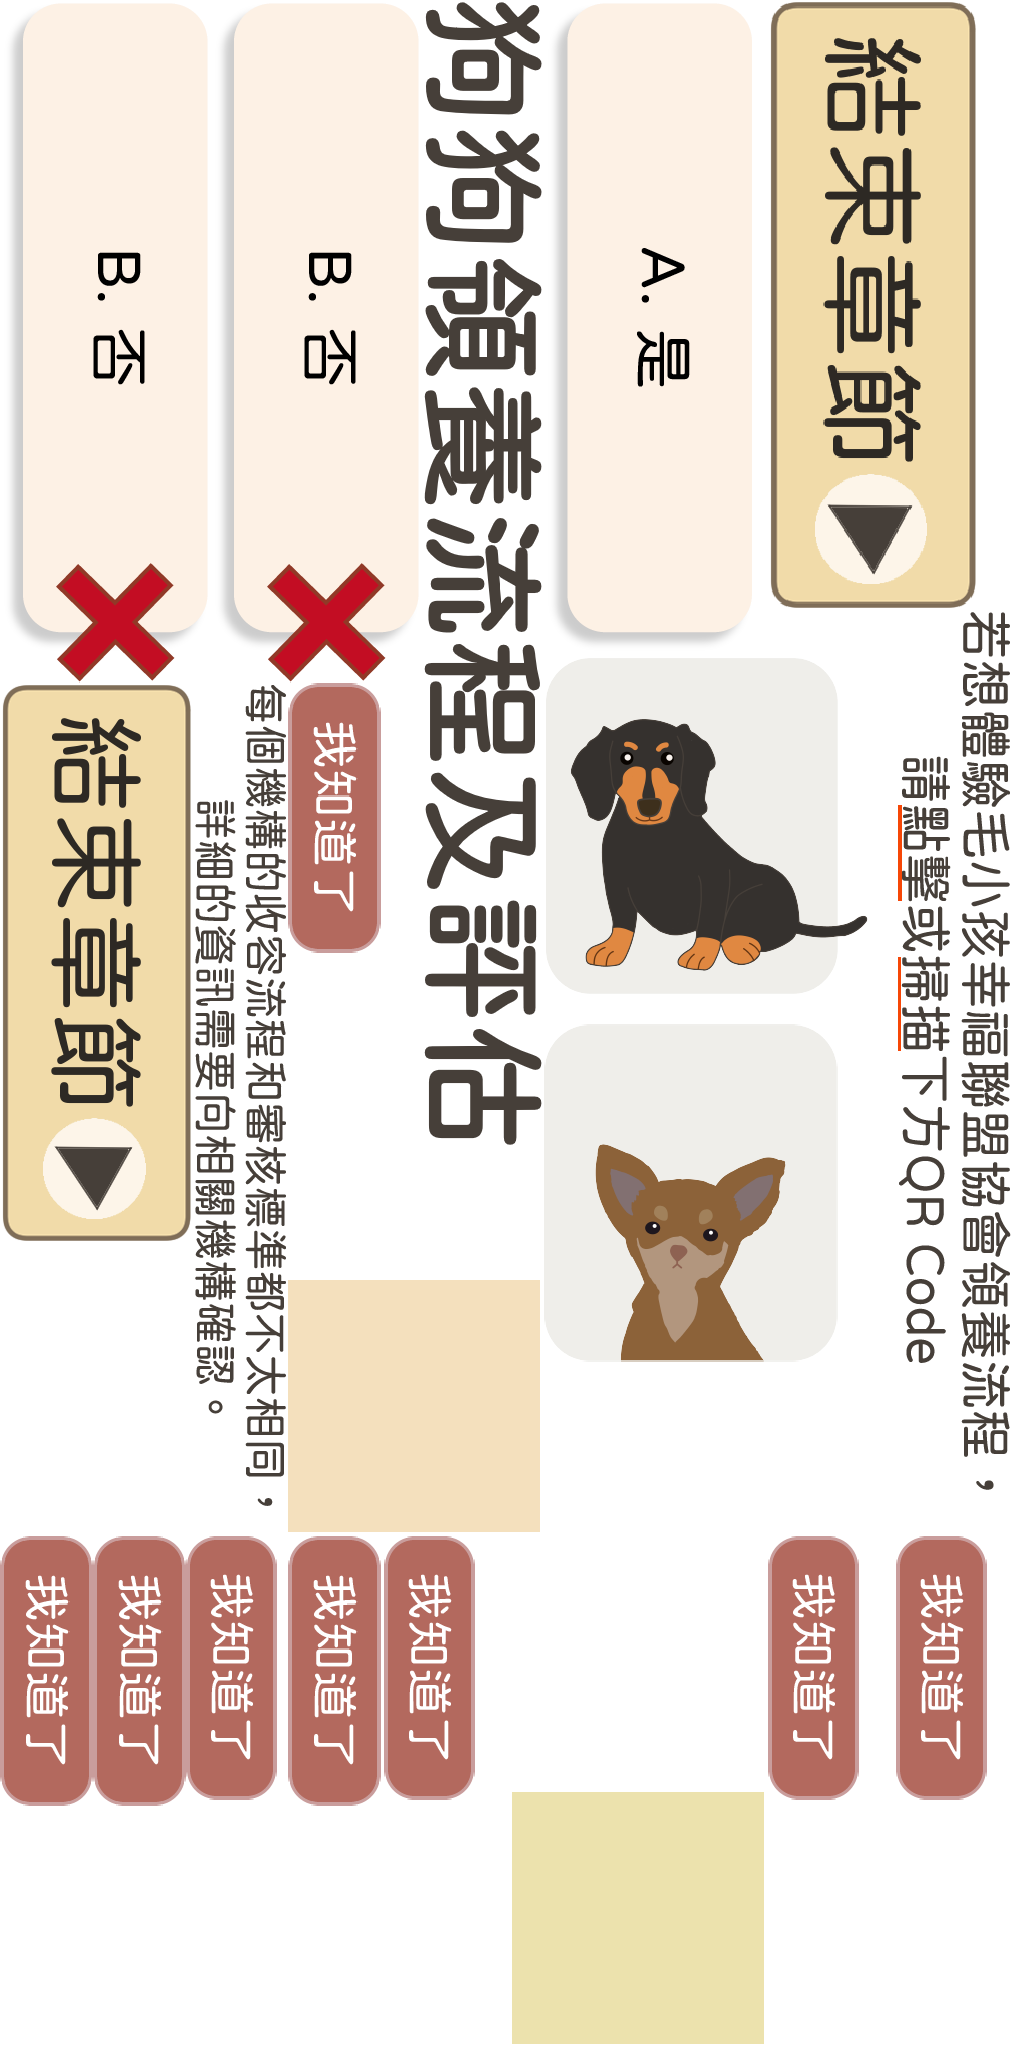 若想體驗毛小孩幸福聯盟協會領養流程，
請點擊或掃描下方QR Code
結束章節
A. 是
狗狗領養流程及評估
B. 否
B. 否
我知道了
每個機構的收容流程和審核標準都不太相同，
詳細的資訊需要向相關機構確認。
結束章節
我知道了
我知道了
我知道了
我知道了
我知道了
我知道了
我知道了